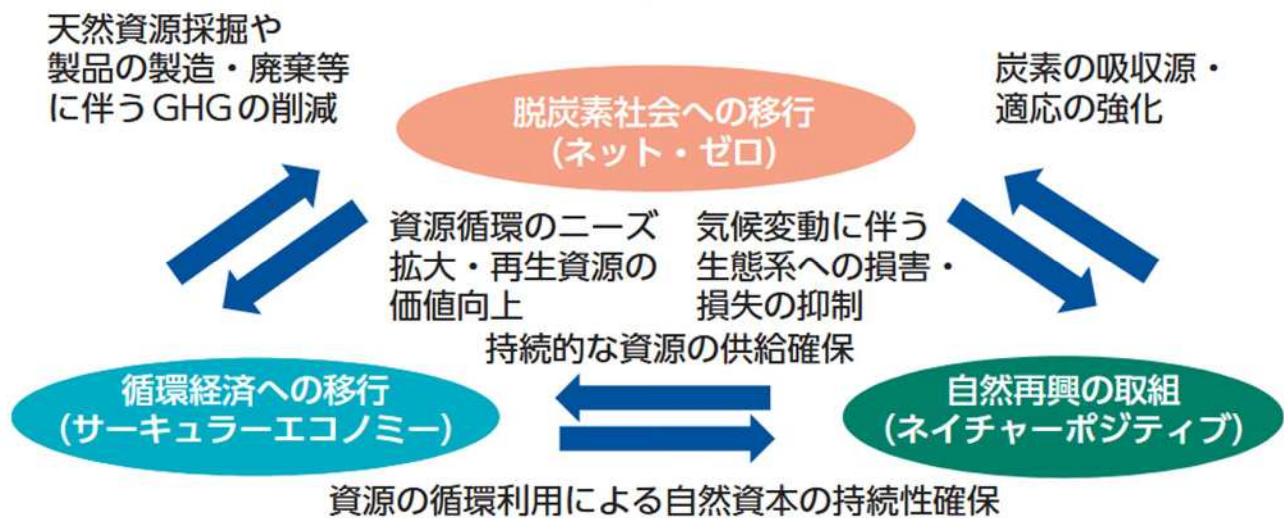 天然資源採掘や
製品の製造・廃棄等
に伴うGHGの削減
脱炭素社会への移行
(ネット・ゼロ)
炭素の吸収源・
適応の強化
資源循環のニーズ
拡大・再生資源の
価値向上
気候変動に伴う
生態系への損害・
損失の抑制
持続的な資源の供給確保
循環経済への移行
(サーキュラーエコノミー)
自然再興の取組
(ネイチャーポジティブ)
資源の循環利用による自然資本の持続性確保